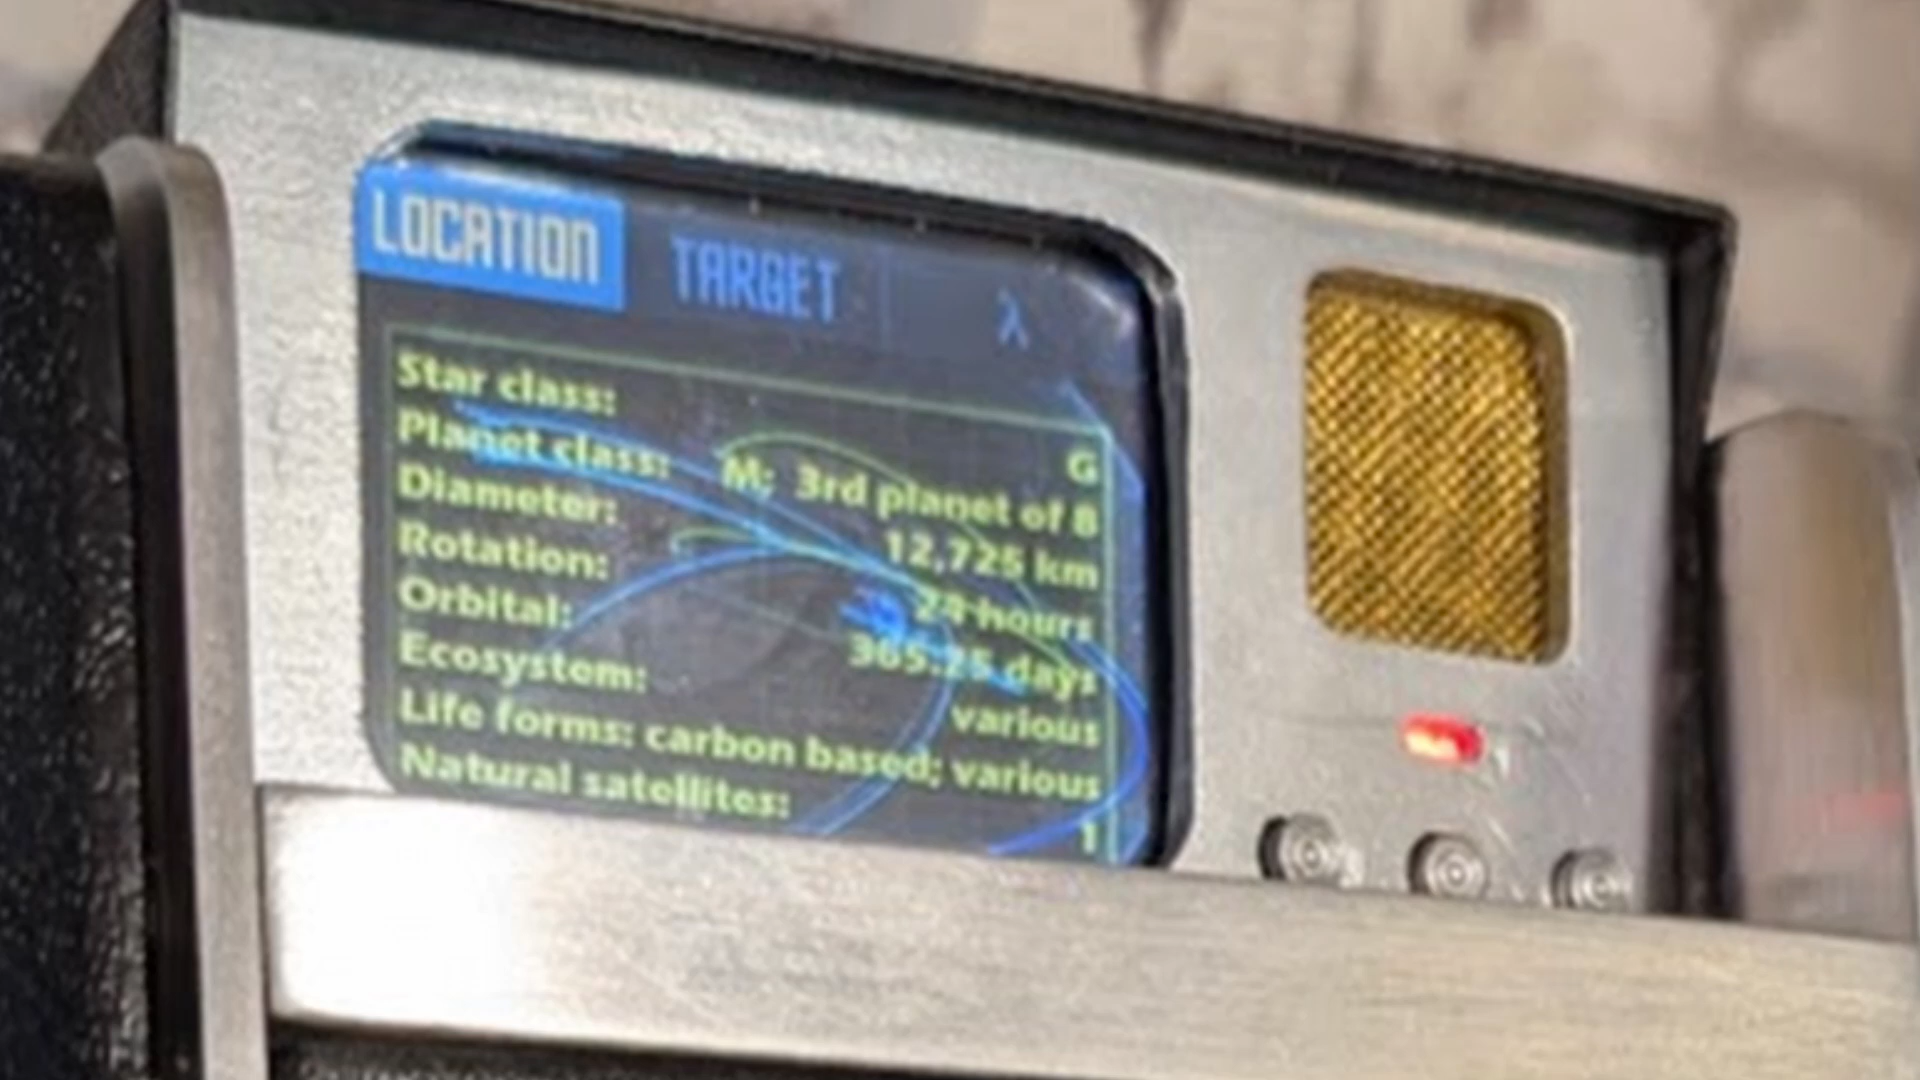 LOCATION TARGET λ
Star class: G
Planet class: M; 3rd planet of 8
Diameter: 12,725 km
Rotation: 24 hours
Orbital: 365.25 days
Ecosystem: various
Life forms: carbon based; various
Natural satellites: 1